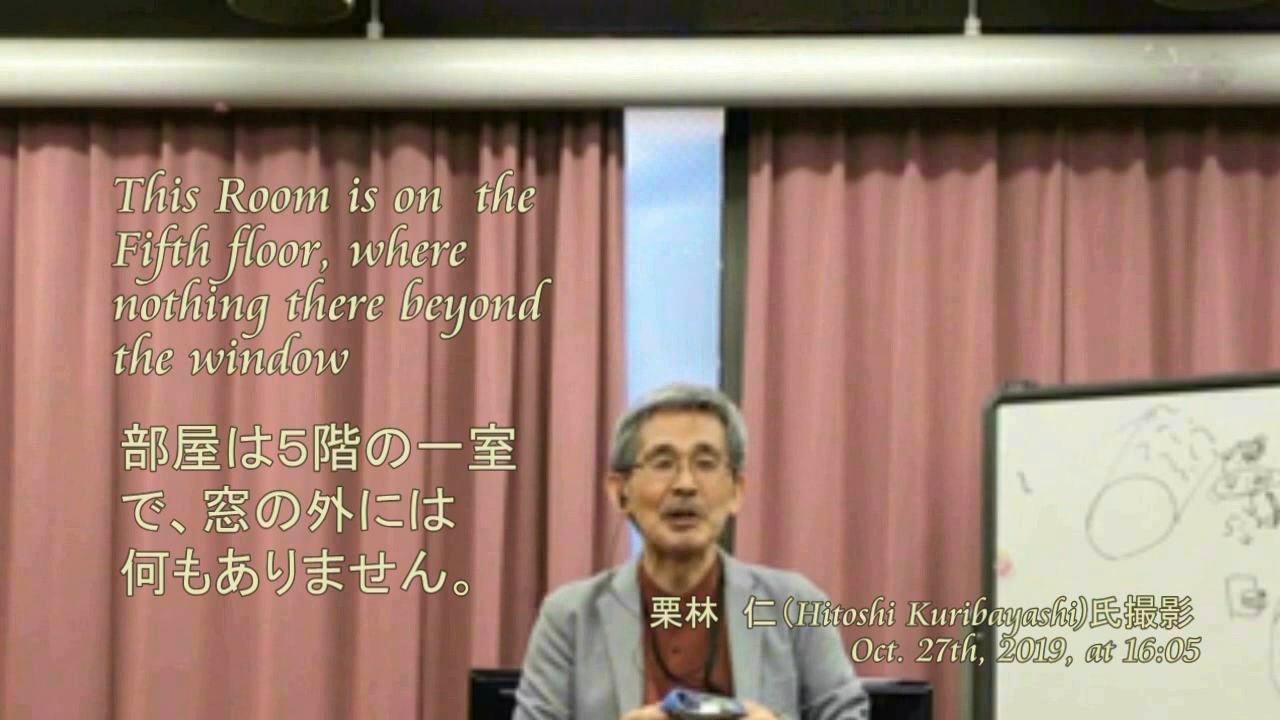 This Room is on the
Fifth floor, where
nothing there beyond
the window
部屋は５階の一室
で、窓の外には
何もありません。
栗林　仁（Hitoshi Kuribayashi)氏撮影
Oct. 27th, 2019, at 16:05